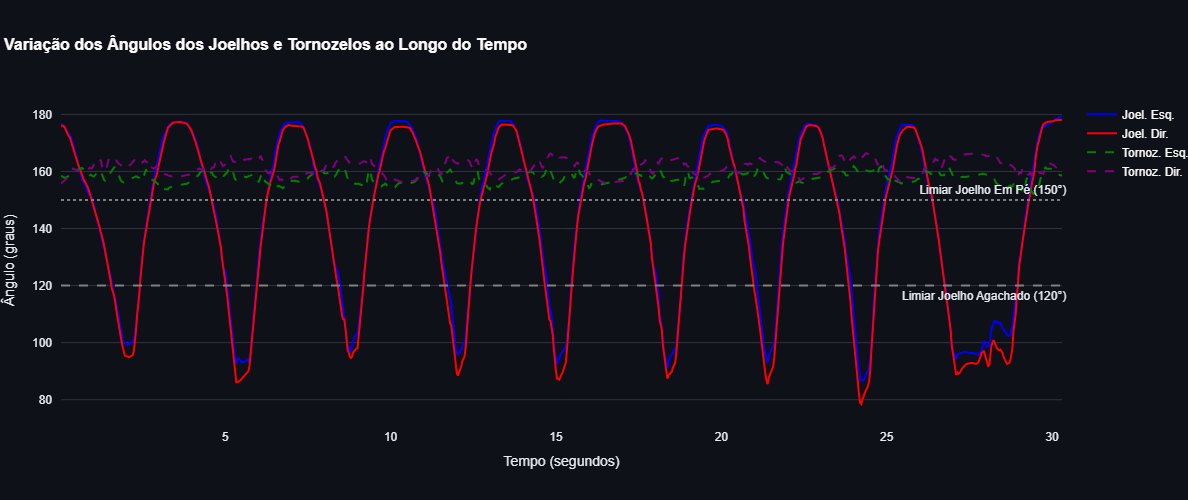 Variação dos Ângulos dos Joelhos e Tornozelos ao Longo do Tempo
180
160
140
120
100
80
Ângulo (graus)
5
10
15
20
25
30
Tempo (segundos)
Limiar Joelho Em Pé (150°)
Limiar Joelho Agachado (120°)
Joel. Esq.
Joel. Dir.
Tornoz. Esq.
Tornoz. Dir.